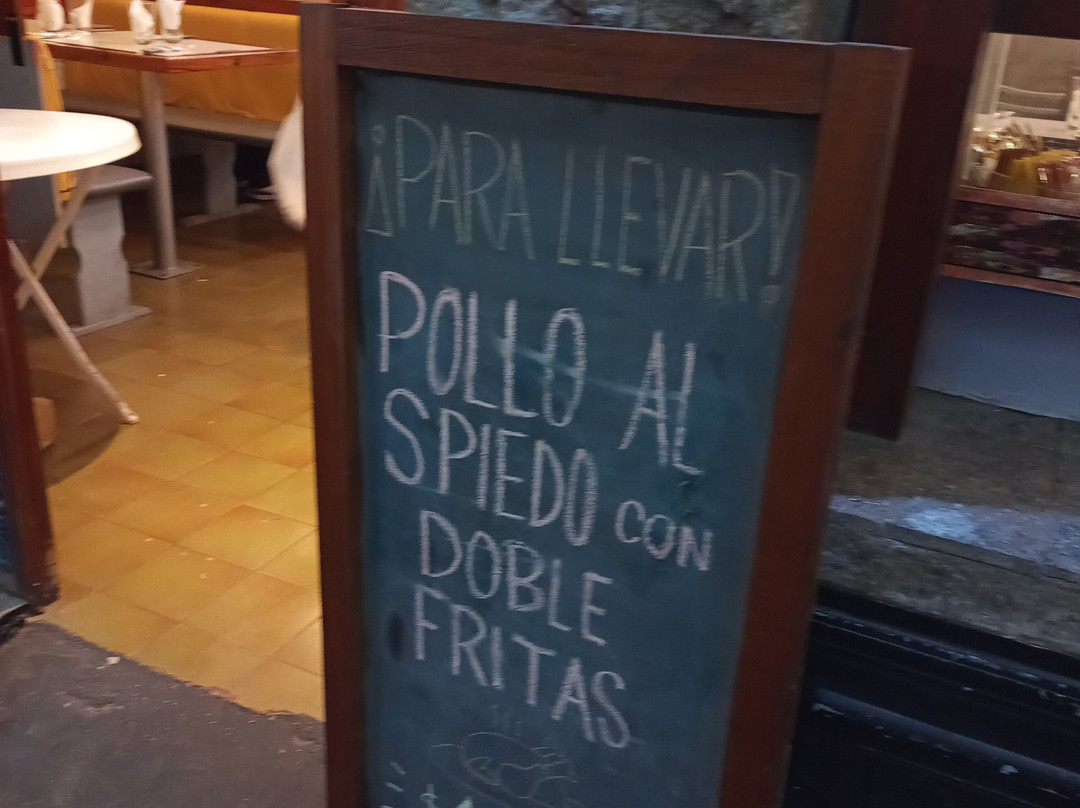 ¡PARA LLEVAR!
POLLO AL
SPIEDO CON
DOBLE
FRITAS